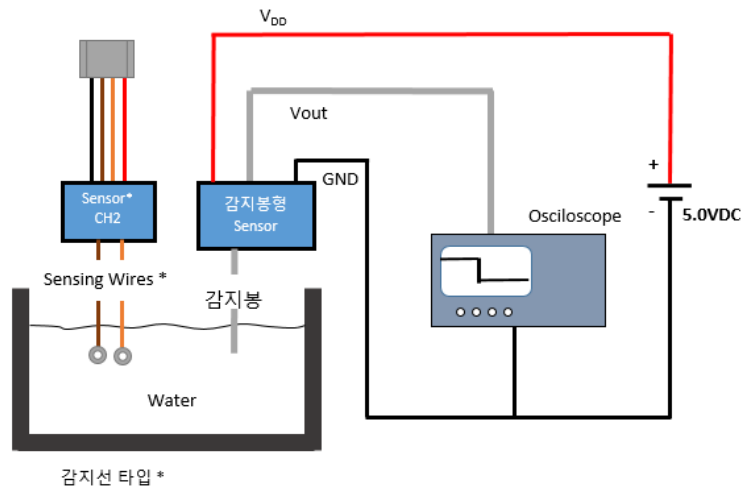 V_DD
Vout
GND
Sensor*
CH2
감지봉형
Sensor
+
-
5.0VDC
Osciloscope
Sensing Wires *
감지봉
Water
감지선 타입 *